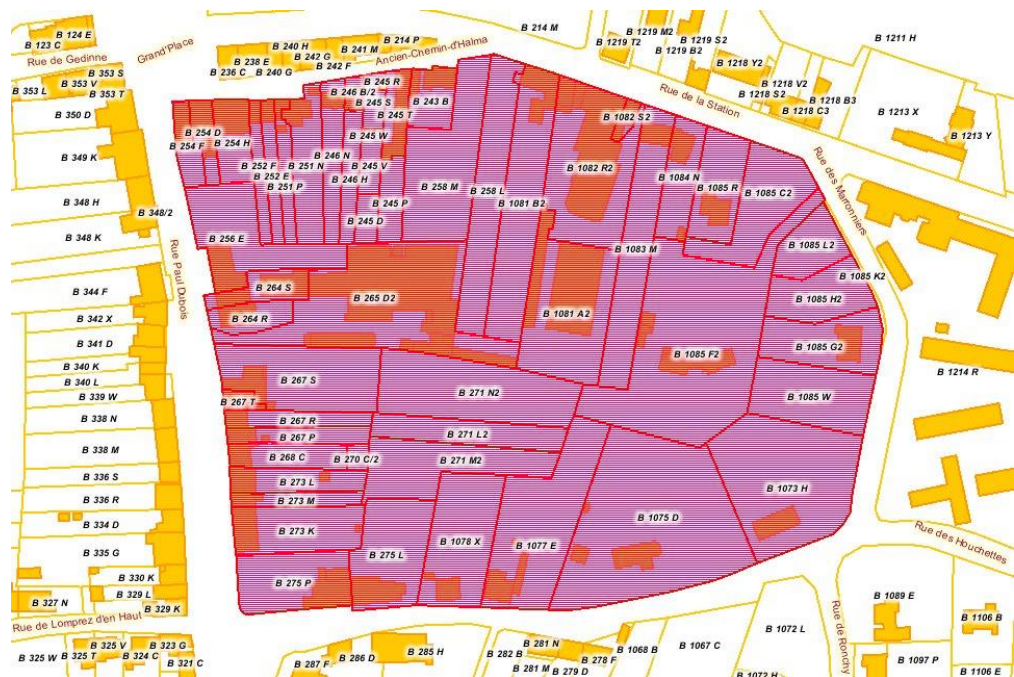 B 124 E
B 123 C
Rue de Gedinne
Grand'Place
B 240 H
B 214 P
B 241 M
B 242 G
B 238 E
B 242 F
B 236 C
B 240 G
Ancien-Chemin-d'Halma
B 214 M
B 1219 M2
B 1219 T2
B 1219 S2
B 1219 B2
B 1218 Y2
B 1218 V2
B 1218 S2
B 1218 B3
B 1218 C3
B 1211 H
B 1213 X
B 1213 Y
Rue de la Station
Rue des Marronniers
B 353 S
B 353 V
B 353 L
B 353 T
B 350 D
B 349 K
B 348 H
B 348/2
B 348 K
Rue Paul Dubois
B 344 F
B 342 X
B 341 D
B 340 K
B 340 L
B 339 W
B 338 N
B 338 M
B 336 S
B 336 R
B 334 D
B 335 G
B 330 K
B 329 L
B 327 N
B 329 K
Rue de Lomprez d'en Haut
B 325 V
B 323 G
B 325 W
B 325 T
B 324 C
B 321 C
B 245 R
B 246 B/2
B 243 B
B 245 S
B 245 T
B 254 D
B 254 F
B 254 H
B 245 W
B 246 N
B 252 F
B 251 N
B 245 V
B 252 E
B 246 H
B 251 P
B 258 M
B 258 L
B 245 P
B 1081 B2
B 245 D
B 256 E
B 1082 S2
B 1082 R2
B 1084 N
B 1085 R
B 1085 C2
B 1083 M
B 1085 L2
B 1085 K2
B 1085 H2
B 264 S
B 265 D2
B 264 R
B 1081 A2
B 1085 G2
B 1085 F2
B 1214 R
B 267 S
B 271 N2
B 1085 W
B 267 T
B 267 R
B 267 P
B 271 L2
B 268 C
B 270 C/2
B 271 M2
B 273 L
B 273 M
B 1073 H
B 273 K
B 1075 D
B 275 L
B 1078 X
B 1077 E
B 275 P
Rue des Houchettes
Rue de Ronchy
B 287 F
B 286 D
B 285 H
B 282 B
B 281 N
B 281 M
B 278 F
B 279 D
B 1068 B
B 1067 C
B 1072 L
B 1072 H
B 1089 E
B 1106 B
B 1097 P
B 1106 E